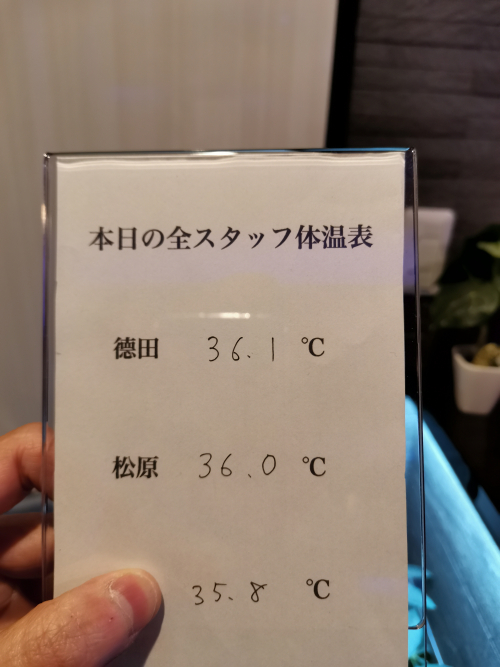 本日の全スタッフ体温表
徳田 36.1 ℃
松原 36.0 ℃
35.8 ℃